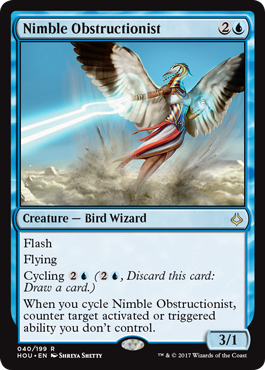 Nimble Obstructionist 2
Creature — Bird Wizard
Flash
Flying
Cycling 2 (2, Discard this card:
Draw a card.)
When you cycle Nimble Obstructionist,
counter target activated or triggered
ability you don't control.
3/1
040/199 R
HOU • EN Shreya Shetty
™ & © 2017 Wizards of the Coast